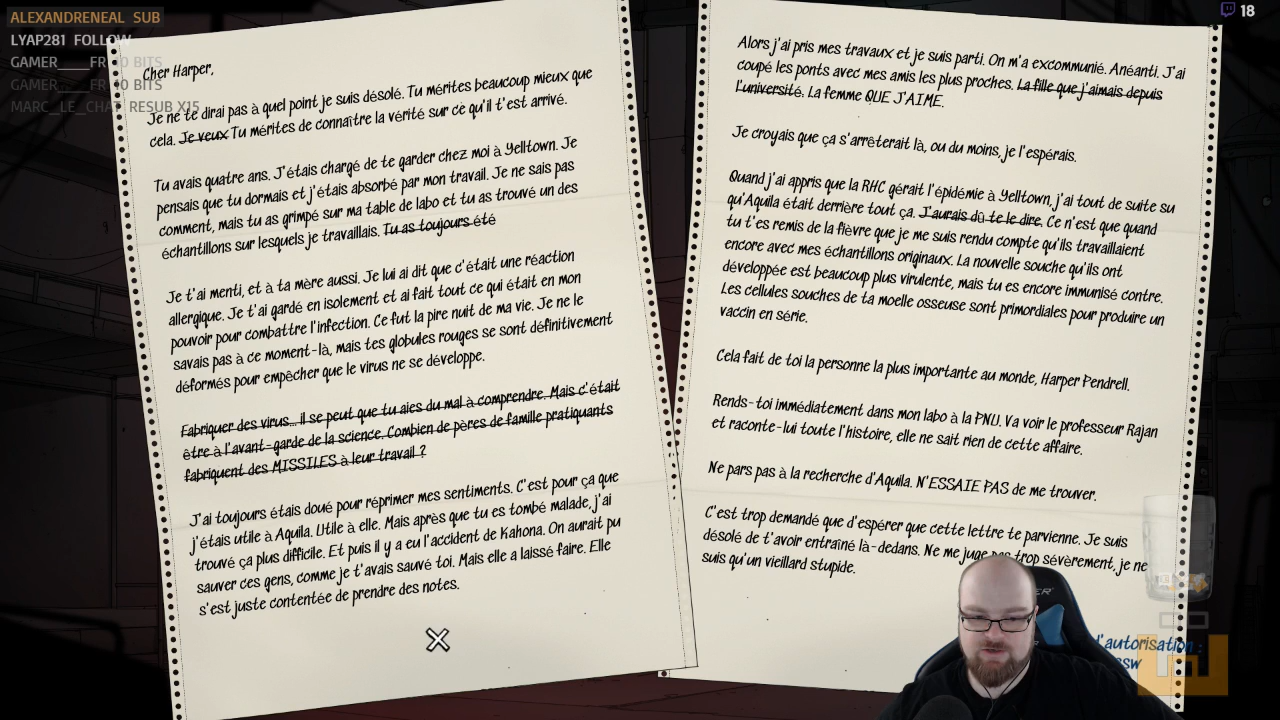 ALEXANDRENEAL SUB
LYAP281 FOLLOW
GAMER____FR 10 BITS
GAMER____FR 10 BITS
MARC_LE_CHAT RESUB X15
18
Cher Harper,
Je ne te dirai pas à quel point je suis désolé. Tu mérites beaucoup mieux que
cela. Je veux Tu mérites de connaître la vérité sur ce qu'il t'est arrivé.
Tu avais quatre ans. J'étais chargé de te garder chez moi à Yelltown. Je
pensais que tu dormais et j'étais absorbé par mon travail. Je ne sais pas
comment, mais tu as grimpé sur ma table de labo et tu as trouvé un des
échantillons sur lesquels je travaillais. Tu as toujours été
Je t'ai menti, et à ta mère aussi. Je lui ai dit que c'était une réaction
allergique. Je t'ai gardé en isolement et ai fait tout ce qui était en mon
pouvoir pour combattre l'infection. Ce fut la pire nuit de ma vie. Je ne le
savais pas à ce moment-là, mais tes globules rouges se sont définitivement
déformés pour empêcher que le virus ne se développe.
Fabriquer des virus... il se peut que tu aies du mal à comprendre. Mais c'était
être à l'avant-garde de la science. Combien de pères de famille pratiquants
fabriquent des MISSILES à leur travail ?
J'ai toujours étais doué pour réprimer mes sentiments. C'est pour ça que
j'étais utile à Aquila. Utile à elle. Mais après que tu es tombé malade, j'ai
trouvé ça plus difficile. Et puis il y a eu l'accident de Kahona. On aurait pu
sauver ces gens, comme je t'avais sauvé toi. Mais elle a laissé faire. Elle
s'est juste contentée de prendre des notes.
Alors j'ai pris mes travaux et je suis parti. On m'a excommunié. Anéanti. J'ai
coupé les ponts avec mes amis les plus proches. La fille que j'aimais depuis
l'université. La femme QUE J'AIME.
Je croyais que ça s'arrêterait là, ou du moins, je l'espérais.
Quand j'ai appris que la RHC gérait l'épidémie à Yelltown, j'ai tout de suite su
qu'Aquila était derrière tout ça. J'aurais dû te le dire. Ce n'est que quand
tu t'es remis de la fièvre que je me suis rendu compte qu'ils travaillaient
encore avec mes échantillons originaux. La nouvelle souche qu'ils ont
développée est beaucoup plus virulente, mais tu es encore immunisé contre.
Les cellules souches de ta moelle osseuse sont primordiales pour produire un
vaccin en série.
Cela fait de toi la personne la plus importante au monde, Harper Pendrell.
Rends-toi immédiatement dans mon labo à la PNU. Va voir le professeur Rajan
et raconte-lui toute l'histoire, elle ne sait rien de cette affaire.
Ne pars pas à la recherche d'Aquila. N'ESSAIE PAS de me trouver.
C'est trop demandé que d'espérer que cette lettre te parvienne. Je suis
désolé de t'avoir entraîné là-dedans. Ne me juge pas trop sévèrement, je ne
suis qu'un vieillard stupide.
d'autorisation :